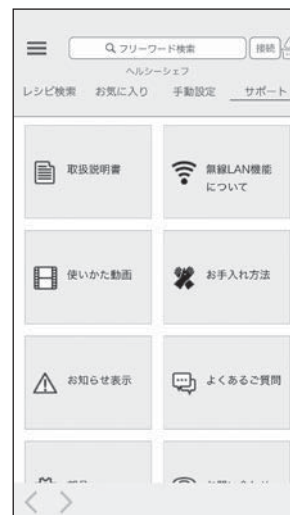 フリーワード検索
接続
ヘルシーシェフ
レシピ検索 お気に入り 手動設定 サポート
取扱説明書
無線LAN機能
について
使いかた動画
お手入れ方法
お知らせ表示
よくあるご質問